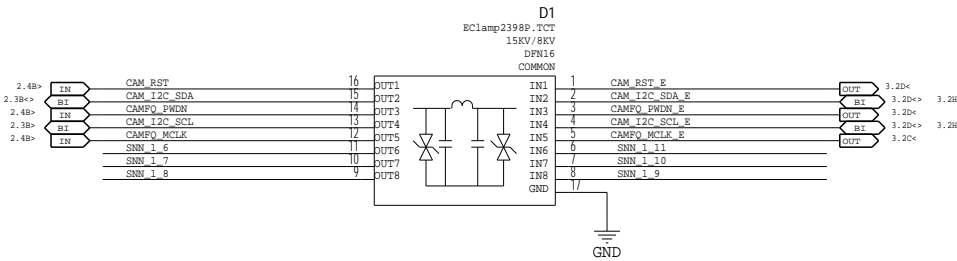 D1
EClamp2398P.TCT
15KV/8KV
DFN16
COMMON
2.4B> IN CAM_RST 16 OUT1 IN1 1 CAM_RST_E OUT 3.2D<
2.3B<> BI CAM_I2C_SDA 15 OUT2 IN2 2 CAM_I2C_SDA_E BI 3.2D<> 3.2H
2.4B> IN CAMFQ_PWDN 14 OUT3 IN3 3 CAMFQ_PWDN_E OUT 3.2D<
2.3B> BI CAM_I2C_SCL 13 OUT4 IN4 4 CAM_I2C_SCL_E BI 3.2D<> 3.2H
2.4B> IN CAMFQ_MCLK 12 OUT5 IN5 5 CAMFQ_MCLK_E OUT 3.2C<
SNN_1_6 11 OUT6 IN6 6 SNN_1_11
SNN_1_7 10 OUT7 IN7 7 SNN_1_10
SNN_1_8 9 OUT8 IN8 8 SNN_1_9
GND 17
GND